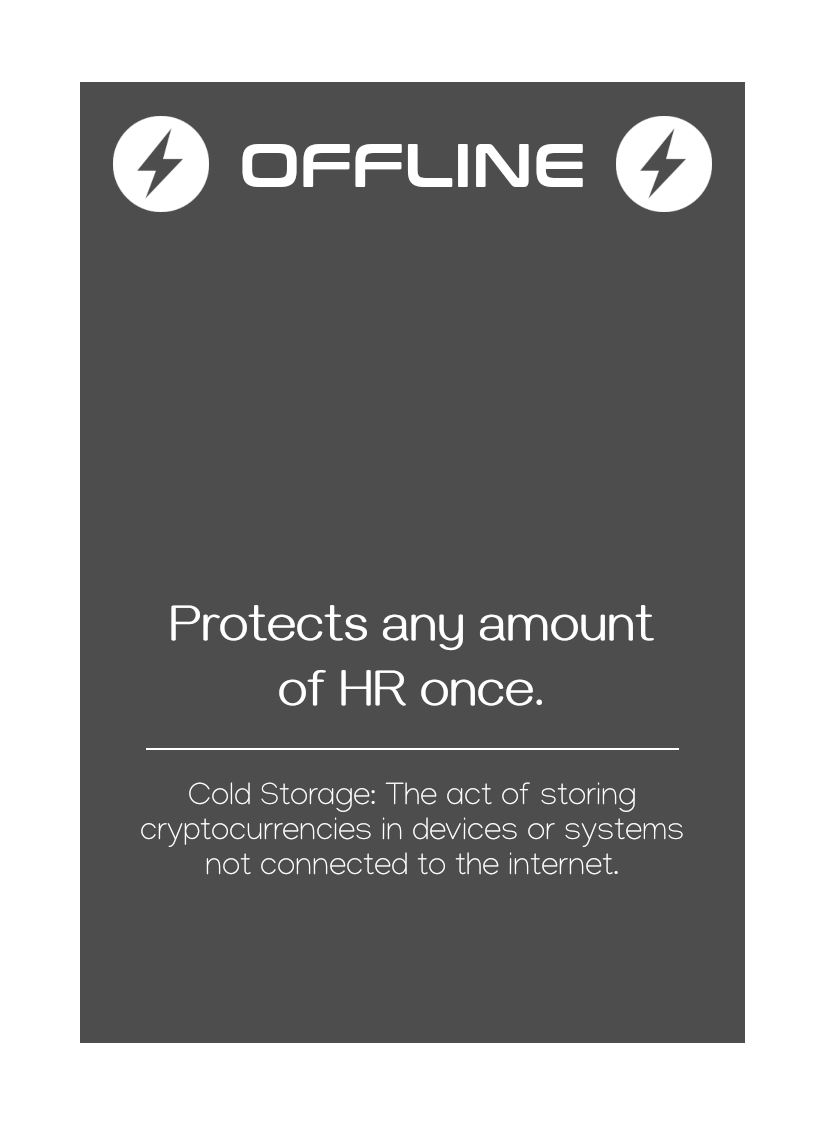 OFFLINE
Protects any amount
of HR once.
Cold Storage: The act of storing
cryptocurrencies in devices or systems
not connected to the internet.